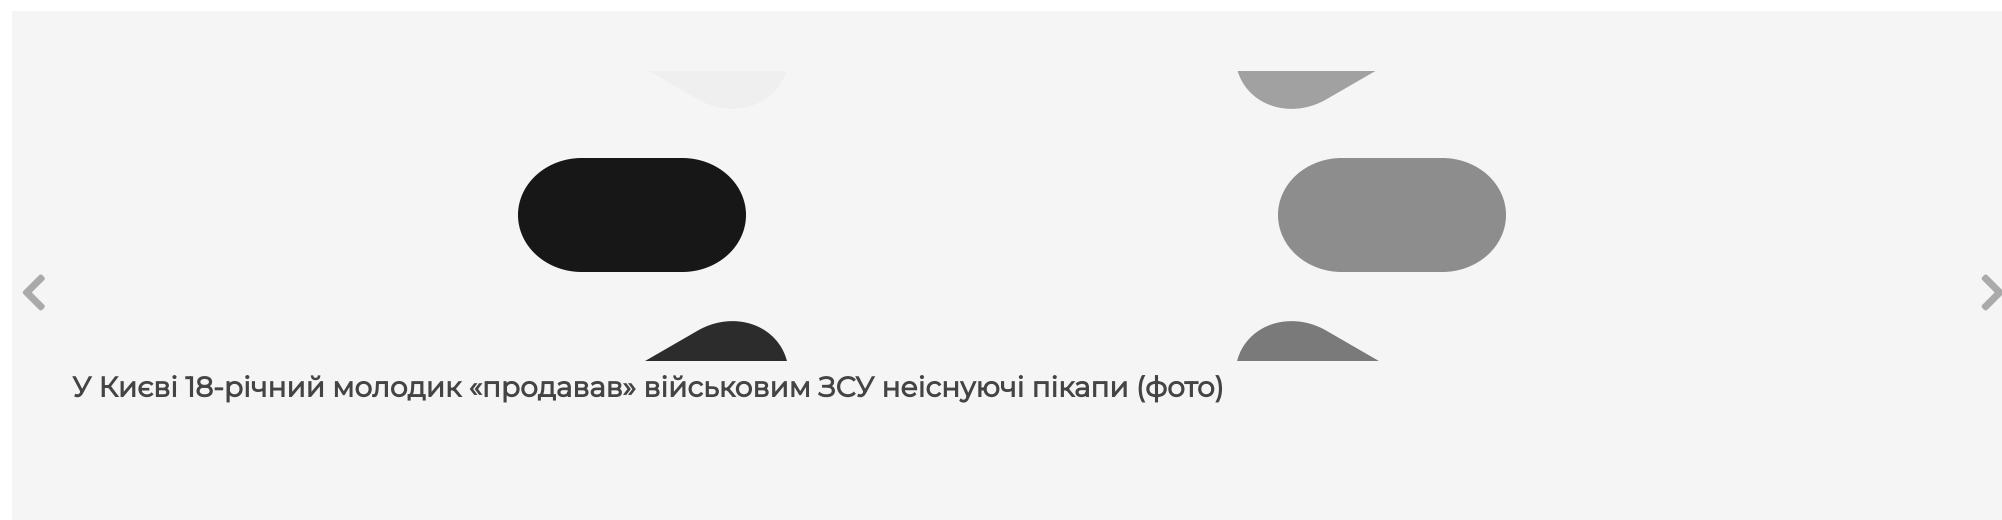 У Києві 18-річний молодик «продавав» військовим ЗСУ неіснуючі пікапи (фото)